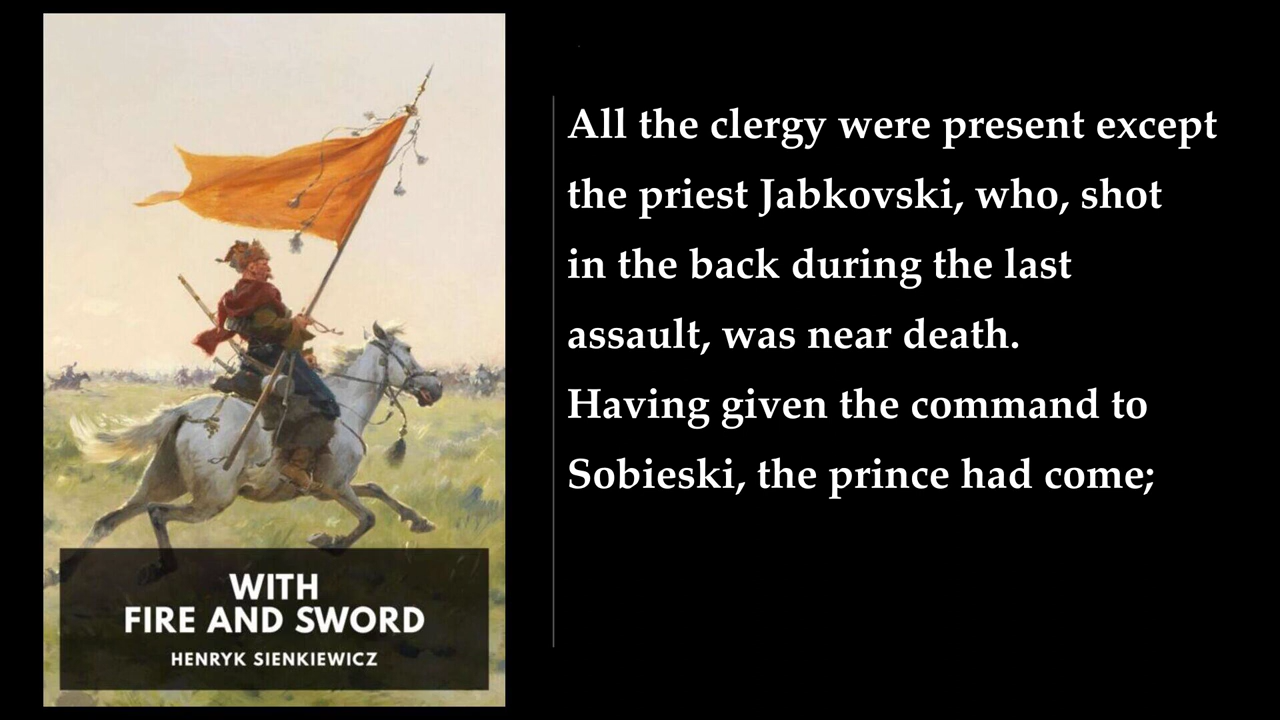 WITH
FIRE AND SWORD
HENRYK SIENKIEWICZ
All the clergy were present except
the priest Jabkovski, who, shot
in the back during the last
assault, was near death.
Having given the command to
Sobieski, the prince had come;